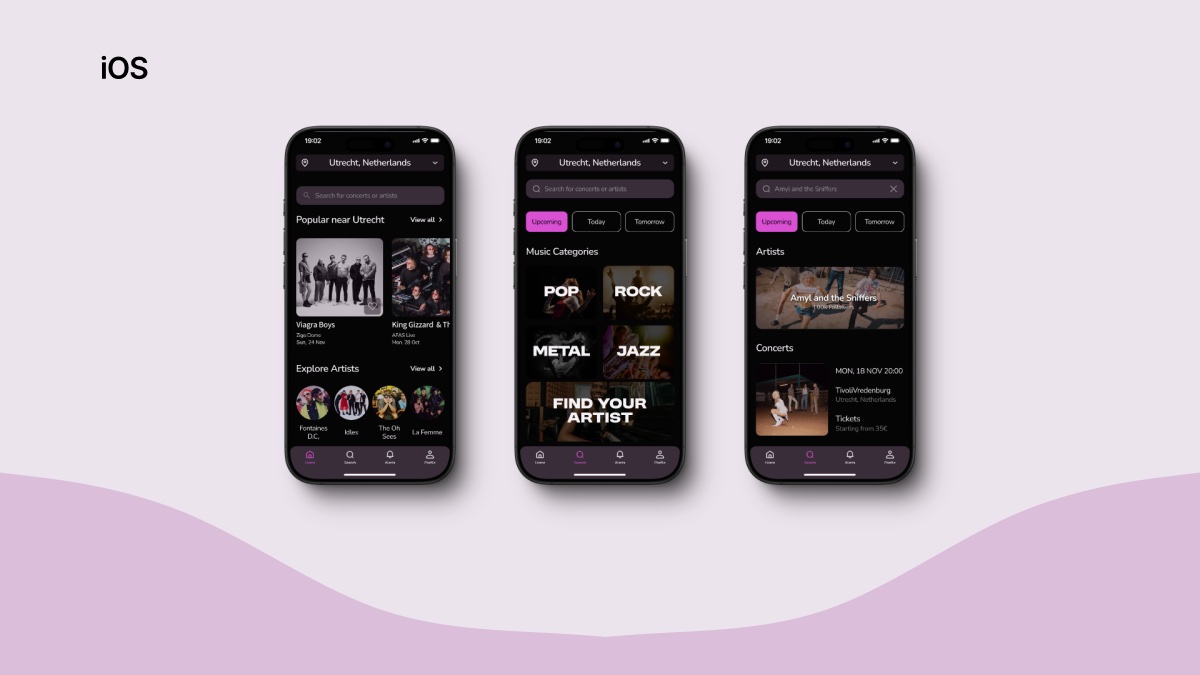 iOS
19:02
Utrecht, Netherlands
Search for concerts or artists
Popular near Utrecht
View all
Viagra Boys
Ziggo Dome
Sun, 24 Nov
King Gizzard & Th
AFAS Live
Mon, 28 Oct
Explore Artists
View all
Fontaines
D.C,
Idles
The Oh
Sees
La Femme
Home
Search
Alerts
Profile
19:02
Utrecht, Netherlands
Search for concerts or artists
Upcoming
Today
Tomorrow
Music Categories
POP
ROCK
METAL
JAZZ
FIND YOUR
ARTIST
Home
Search
Alerts
Profile
19:02
Utrecht, Netherlands
Amyl and the Sniffers
Upcoming
Today
Tomorrow
Artists
Amyl and the Sniffers
Concerts
MON, 18 NOV 20:00
TivoliVredenburg
Utrecht, Netherlands
Tickets
Starting from 35€
Home
Search
Alerts
Profile